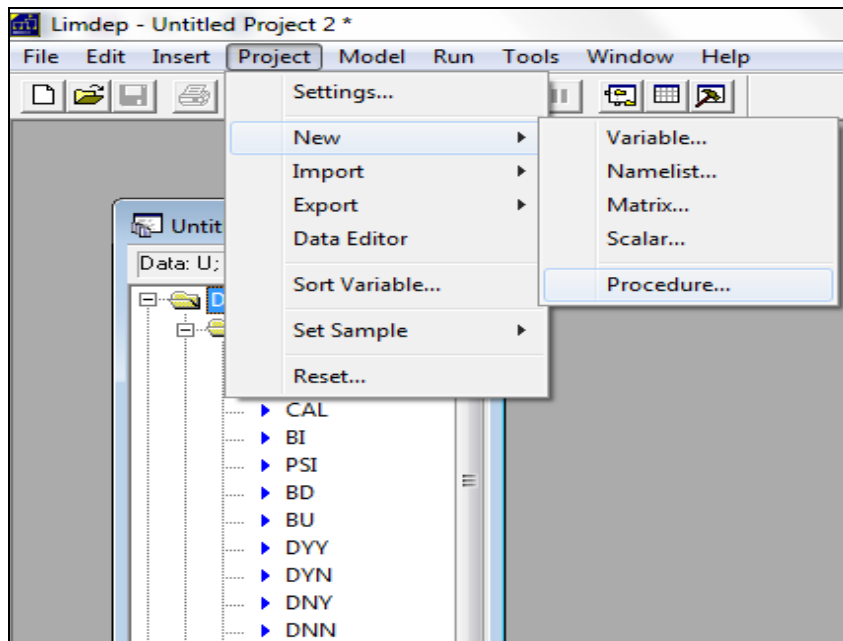 Limdep - Untitled Project 2 *
File Edit Insert Project Model Run Tools Window Help
Settings...
New
Import
Export
Data Editor
Sort Variable...
Set Sample
Reset...
Variable...
Namelist...
Matrix...
Scalar...
Procedure...
Untit
Data: U;
D
CAL
BI
PSI
BD
BU
DYY
DYN
DNY
DNN